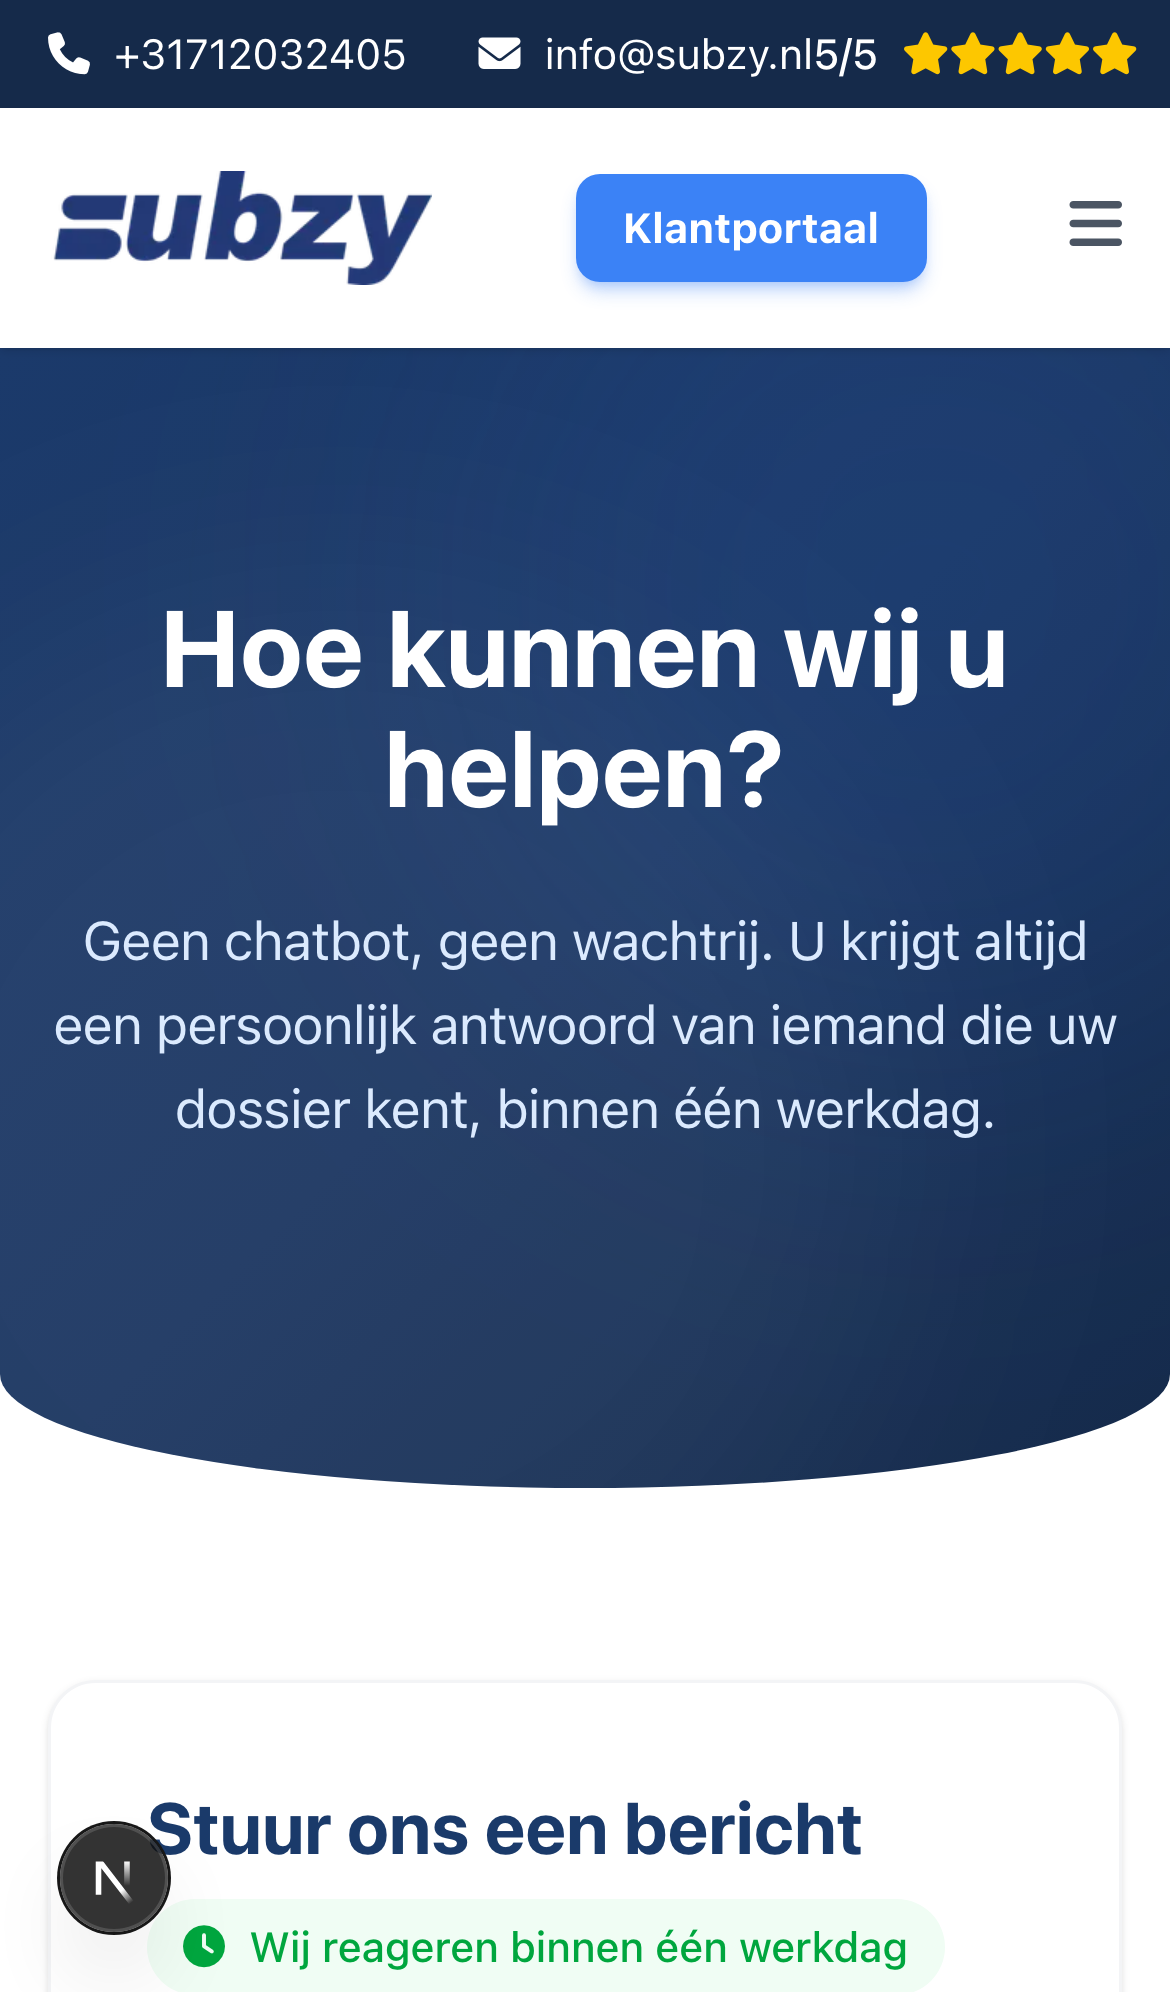 +31712032405 info@subzy.nl5/5
subzy
Klantportaal
Hoe kunnen wij u
helpen?
Geen chatbot, geen wachtrij. U krijgt altijd
een persoonlijk antwoord van iemand die uw
dossier kent, binnen één werkdag.
Stuur ons een bericht
N
Wij reageren binnen één werkdag